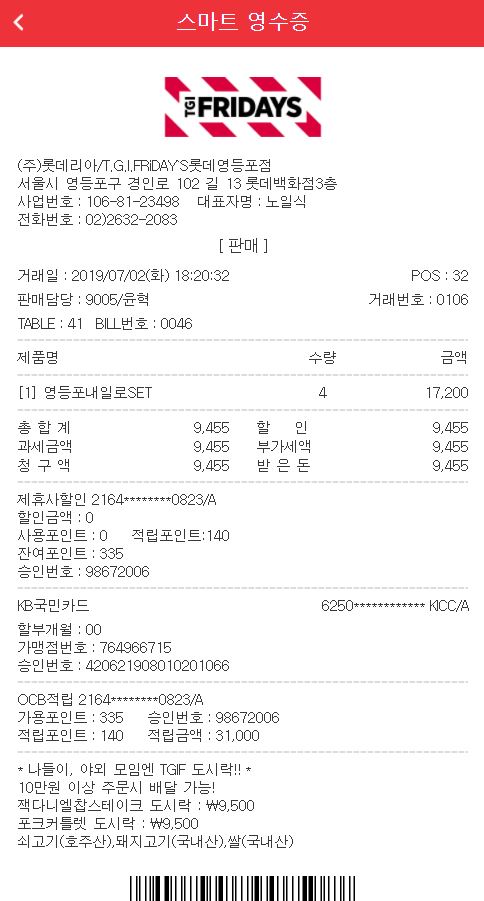 스마트 영수증
TGI FRIDAYS
(주)롯데리아/T.G.I.FRiDAY'S롯데영등포점
서울시 영등포구 경인로 102 길 13 롯데백화점3층
사업번호 : 106-81-23498 대표자명 : 노일식
전화번호 : 02)2632-2083
[ 판매 ]
거래일 : 2019/07/02(화) 18:20:32 POS : 32
판매담당 : 9005/윤혁 거래번호 : 0106
TABLE : 41 BILL번호 : 0046
제품명 수량 금액
[1] 영등포내일로SET 4 17,200
총 합 계 9,455 할 인 9,455
과세금액 9,455 부가세액 9,455
청 구 액 9,455 받 은 돈 9,455
제휴사할인 2164********0823/A
할인금액 : 0
사용포인트 : 0 적립포인트:140
잔여포인트 : 335
승인번호 : 98672006
KB국민카드 6250************ KICC/A
할부개월 : 00
가맹점번호 : 764966715
승인번호 : 420621908010201066
OCB적립 2164********0823/A
가용포인트 : 335 승인번호 : 98672006
적립포인트 : 140 적립금액 : 31,000
* 나들이, 야외 모임엔 TGIF 도시락!! *
10만원 이상 주문시 배달 가능!
잭다니엘찹스테이크 도시락 : ₩9,500
포크커틀렛 도시락 : ₩9,500
쇠고기(호주산),돼지고기(국내산),쌀(국내산)